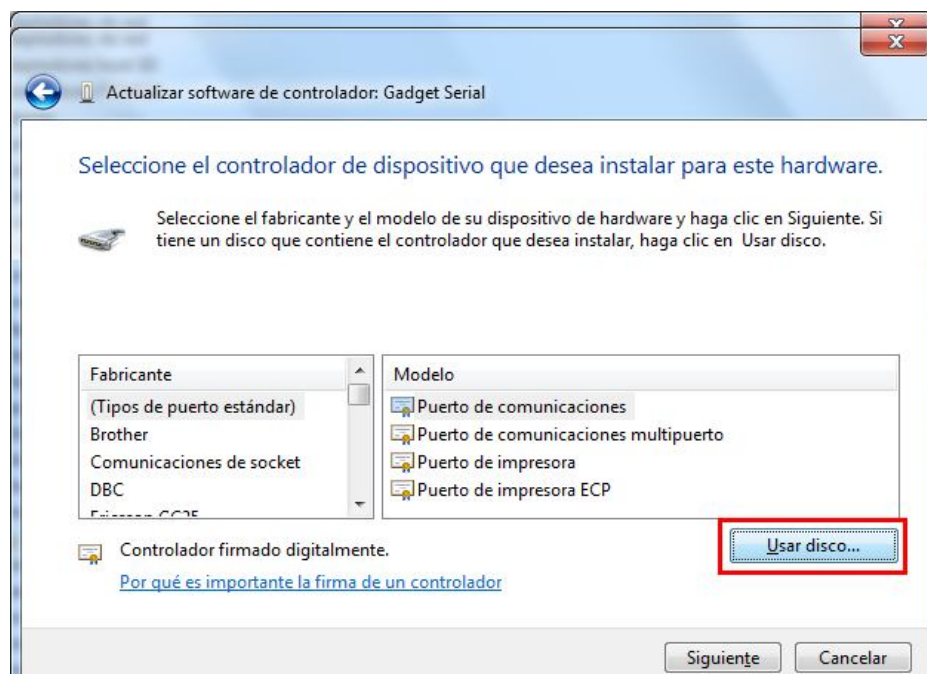 Actualizar software de controlador: Gadget Serial
Seleccione el controlador de dispositivo que desea instalar para este hardware.
Seleccione el fabricante y el modelo de su dispositivo de hardware y haga clic en Siguiente. Si
tiene un disco que contiene el controlador que desea instalar, haga clic en Usar disco.
Fabricante
(Tipos de puerto estándar)
Brother
Comunicaciones de socket
DBC
Modelo
Puerto de comunicaciones
Puerto de comunicaciones multipuerto
Puerto de impresora
Puerto de impresora ECP
Controlador firmado digitalmente.
Por qué es importante la firma de un controlador
Usar disco...
Siguiente
Cancelar